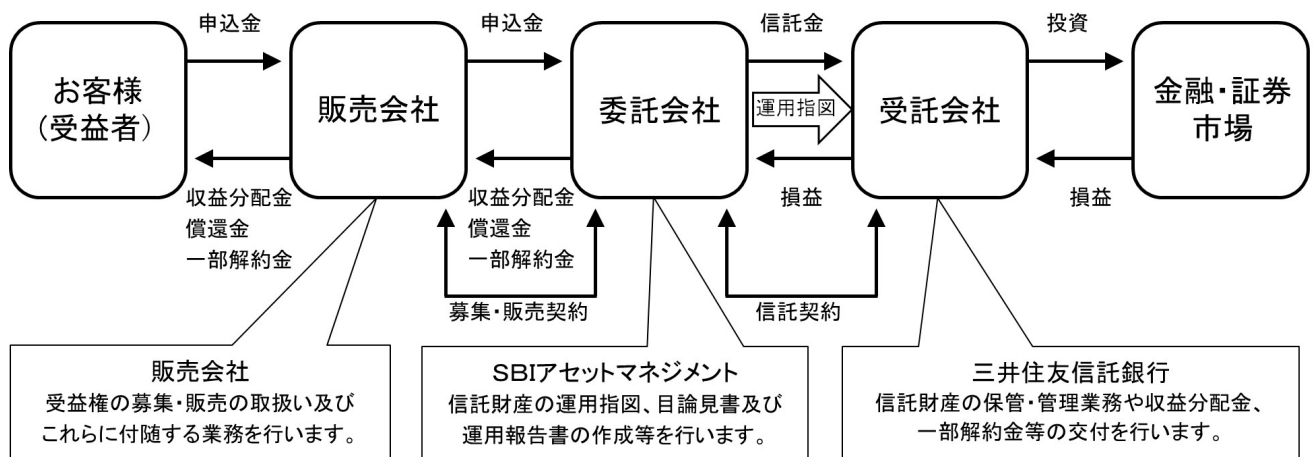 申込金
申込金
信託金
投資
お客様
(受益者)
販売会社
委託会社
運用指図
受託会社
金融・証券
市場
収益分配金
償還金
一部解約金
収益分配金
償還金
一部解約金
損益
損益
募集・販売契約
信託契約
販売会社
受益権の募集・販売の取扱い及び
これらに付随する業務を行います。
SBIアセットマネジメント
信託財産の運用指図、目論見書及び
運用報告書の作成等を行います。
三井住友信託銀行
信託財産の保管・管理業務や収益分配金、
一部解約金等の交付を行います。